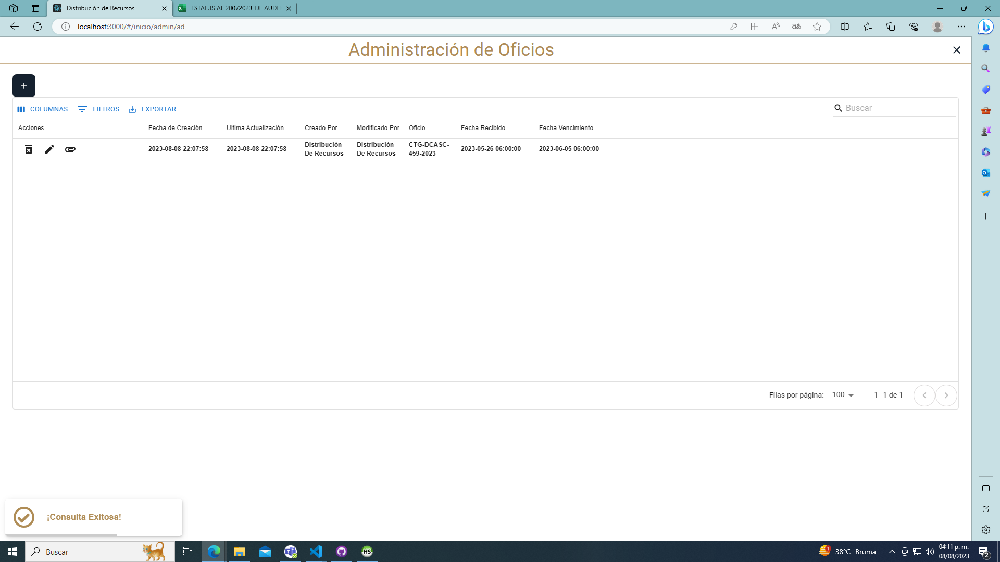 Distribución de Recursos
ESTATUS AL 20072023_DE AUDIT
localhost:3000/#/inicio/admin/ad
Administración de Oficios
COLUMNAS
FILTROS
EXPORTAR
Buscar
Acciones
Fecha de Creación
Ultima Actualización
Creado Por
Modificado Por
Oficio
Fecha Recibido
Fecha Vencimiento
2023-08-08 22:07:58
2023-08-08 22:07:58
Distribución
De Recursos
Distribución
De Recursos
CTG-DCASC-
459-2023
2023-05-26 06:00:00
2023-06-05 06:00:00
Filas por página:
100
1–1 de 1
¡Consulta Exitosa!
Buscar
HS
1
38°C Bruma
04:11 p. m.
08/08/2023
2